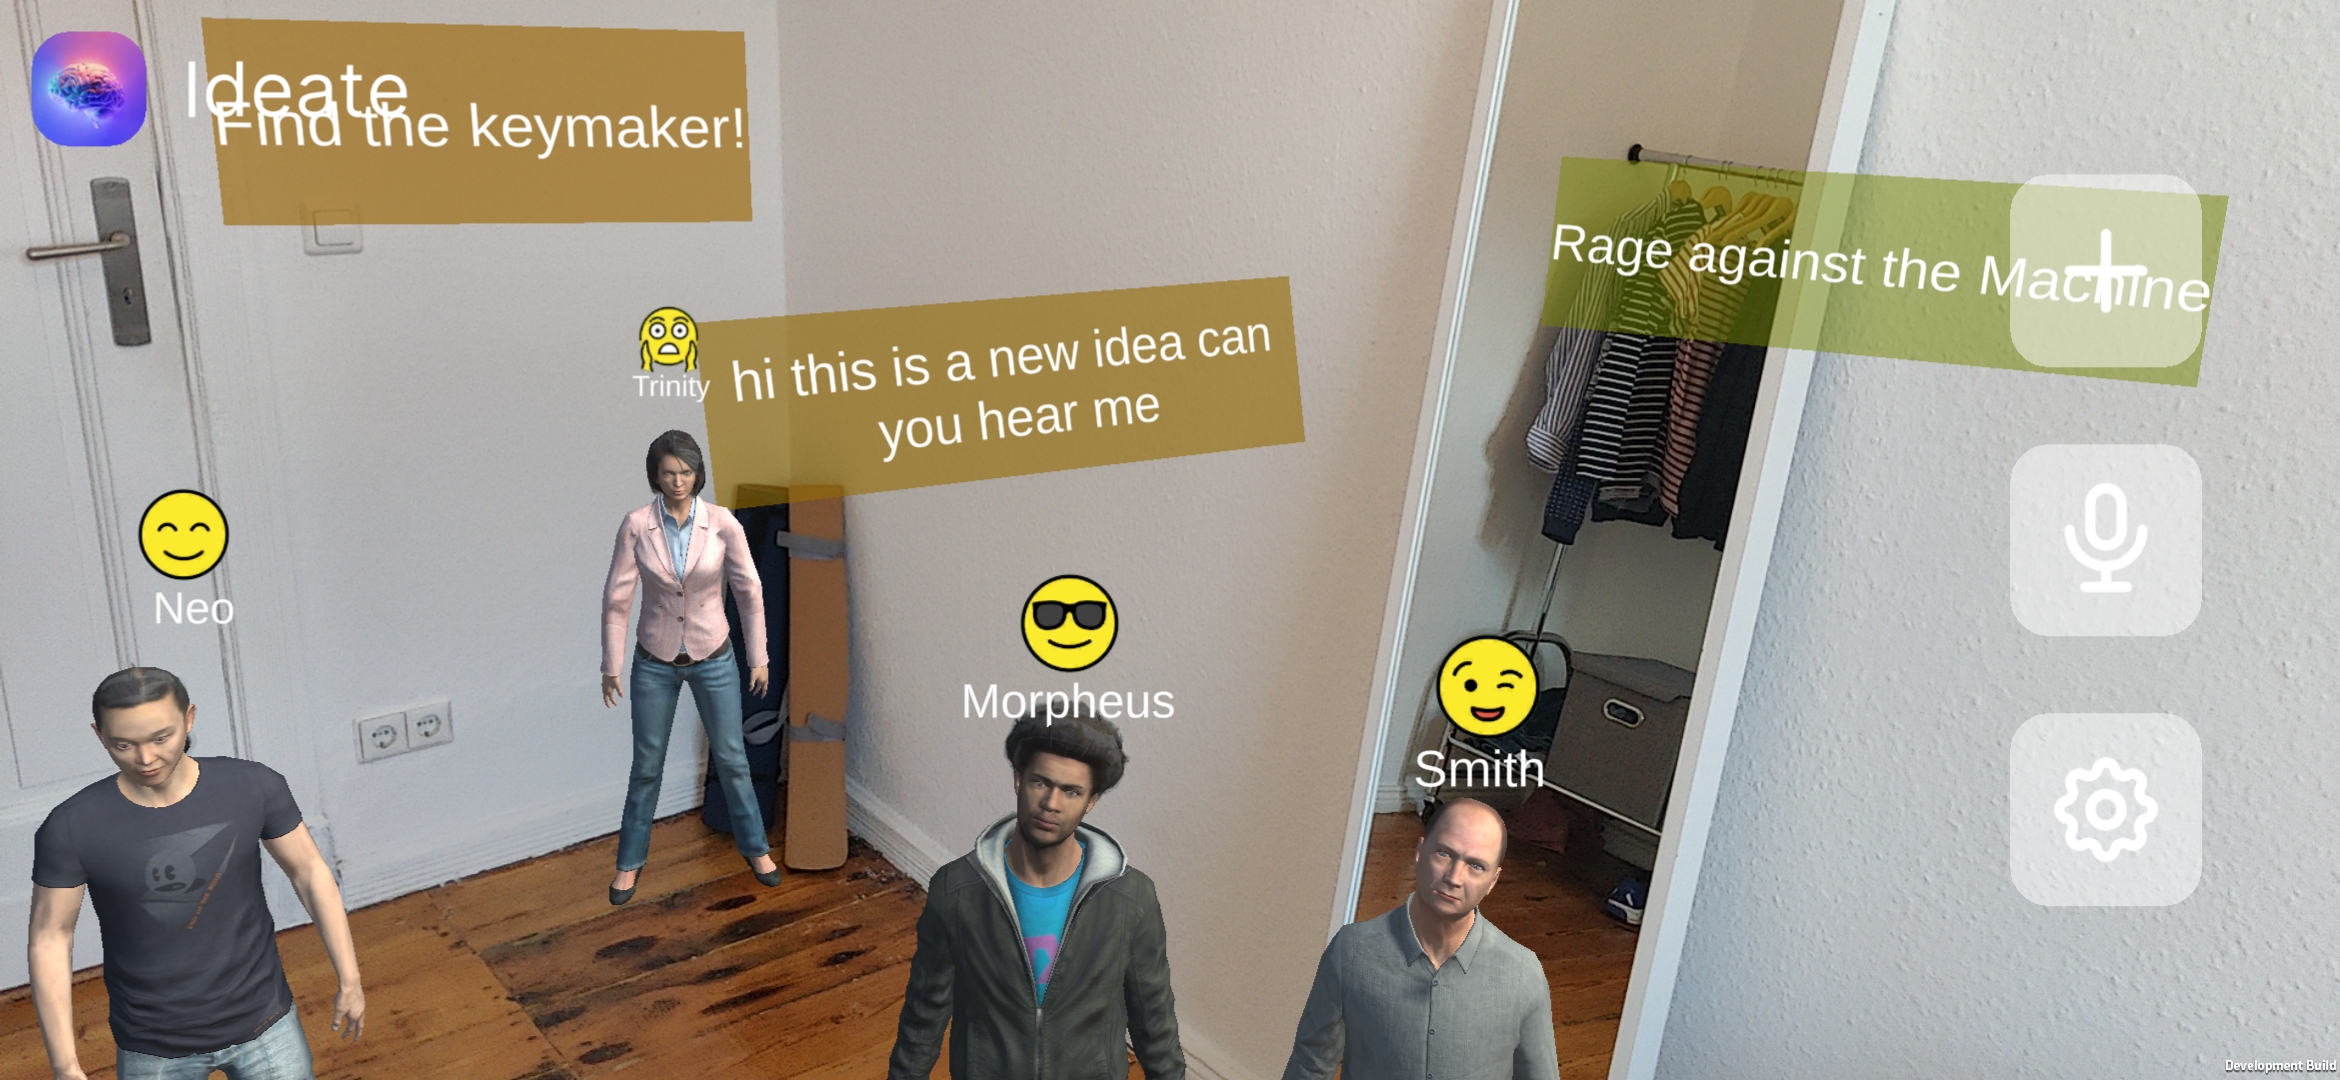 Ideate
Find the keymaker!
Rage against the Machine
hi this is a new idea can
you hear me
Trinity
Neo
Morpheus
Smith
Development Build